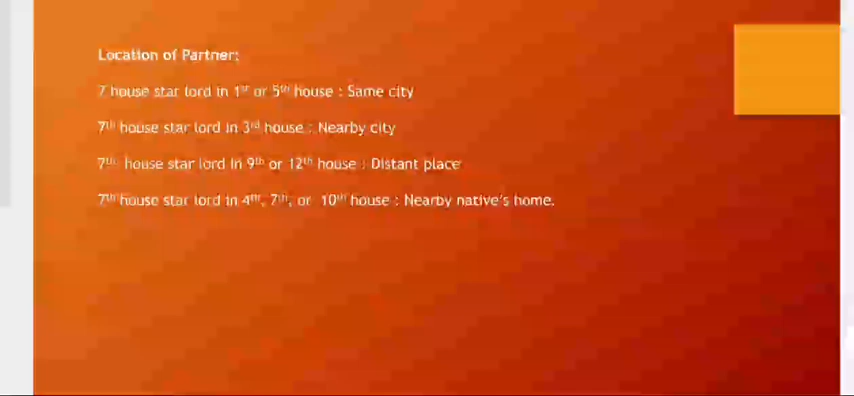 Location of Partner:
7 house star lord in 1st or 5th house : Same city
7th house star lord in 3rd house : Nearby city
7th house star lord in 9th or 12th house : Distant place
7th house star lord in 4th, 7th, or 10th house : Nearby native's home.